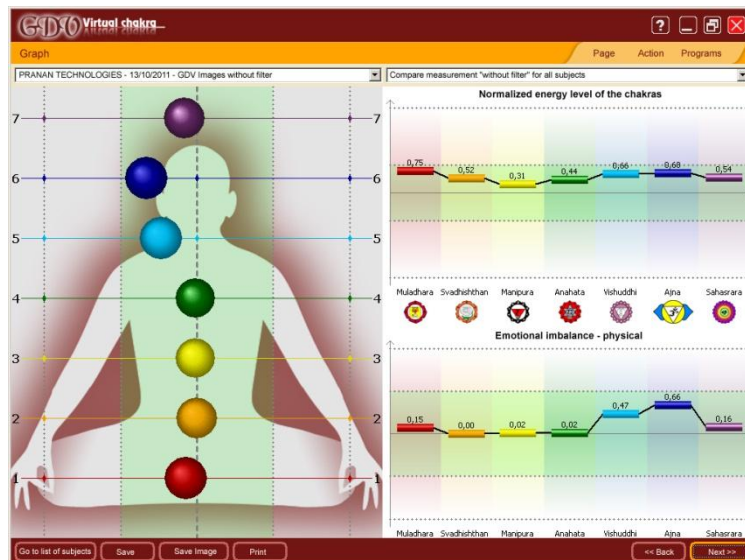 GDV Virtual chakra
?
Graph
Page Action Programs
PRANAN TECHNOLOGIES - 13/10/2011 - GDV Images without filter
Compare measurement "without filter" for all subjects
7 7
6 6
5 5
4 4
3 3
2 2
1 1
Normalized energy level of the chakras
0,75 0,52 0,31 0,44 0,66 0,68 0,54
Muladhara Svadhishthan Manipura Anahata Vishuddhi Ajna Sahasrara
Emotional imbalance - physical
0,15 0,00 0,02 0,02 0,47 0,66 0,16
Muladhara Svadhishthan Manipura Anahata Vishuddhi Ajna Sahasrara
Go to list of subjects Save Save Image Print << Back Next >>